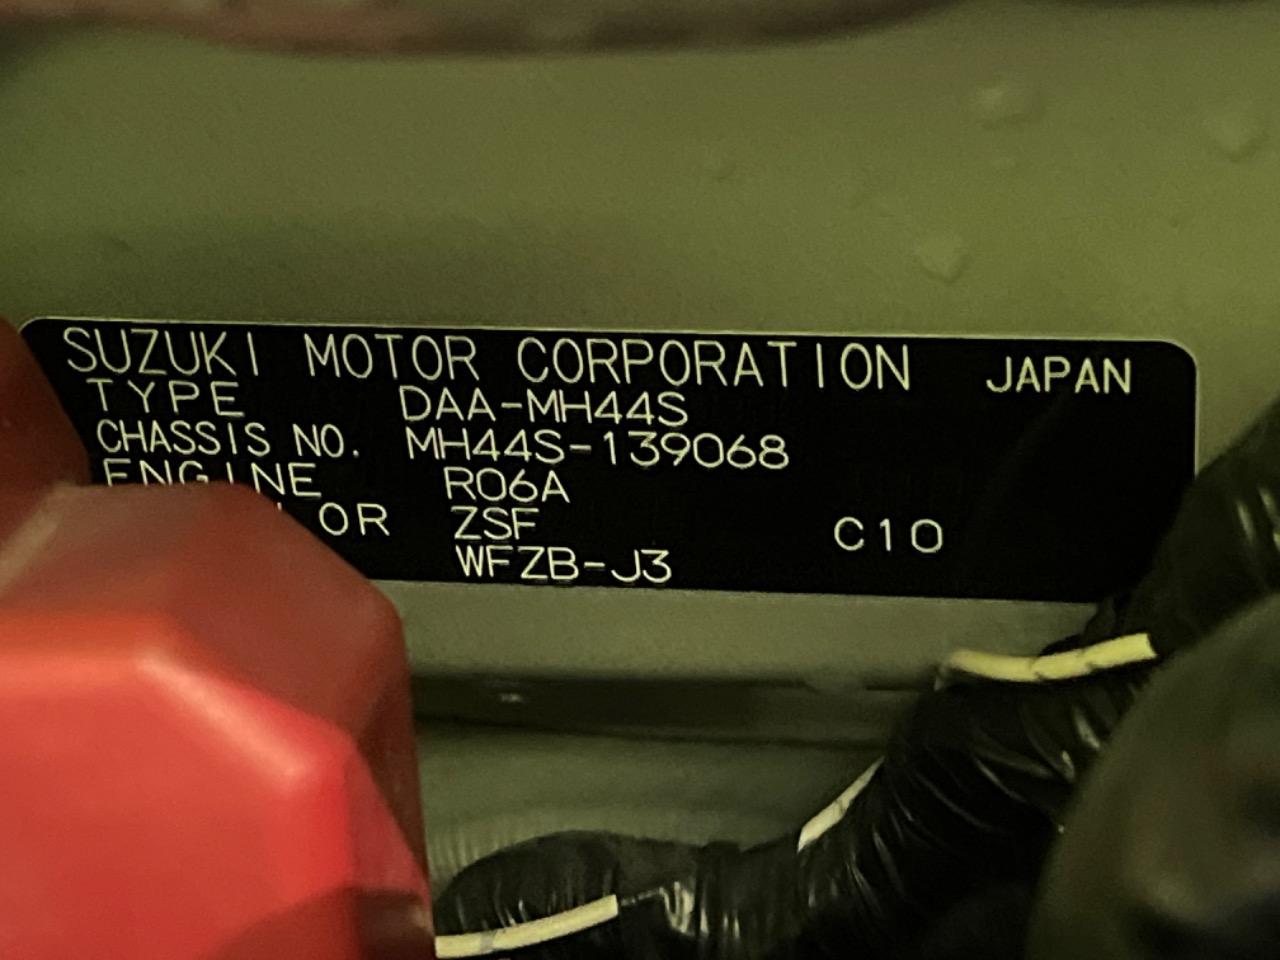 SUZUKI MOTOR CORPORATION JAPAN
TYPE DAA-MH44S
CHASSIS NO. MH44S-139068
ENGINE R06A
OR ZSF C10
WFZB-J3